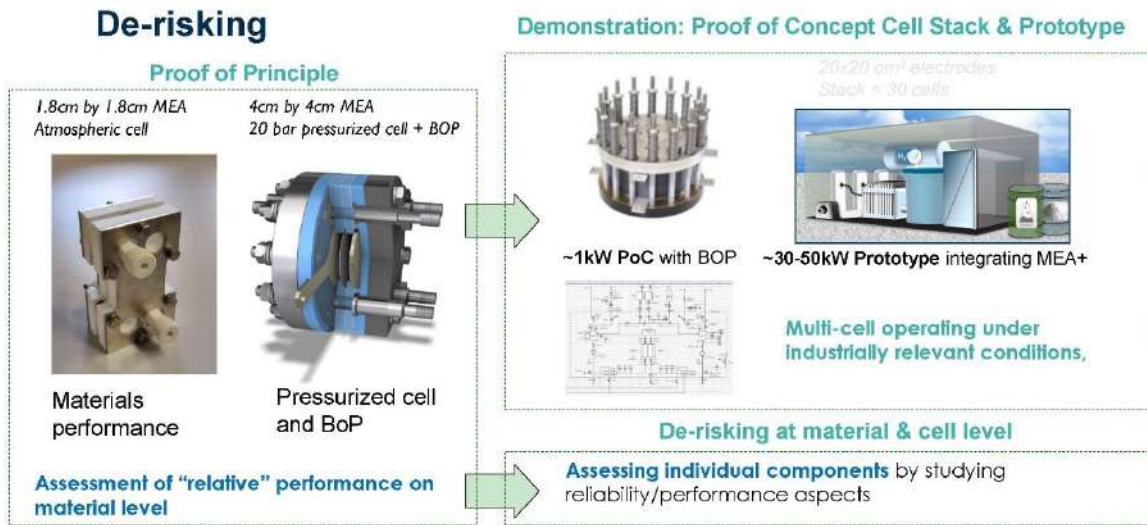 De-risking
Proof of Principle
1.8cm by 1.8cm MEA
Atmospheric cell
4cm by 4cm MEA
20 bar pressurized cell + BOP
Materials
performance
Pressurized cell
and BoP
Assessment of “relative” performance on
material level
Demonstration: Proof of Concept Cell Stack & Prototype
20x20 cm² electrodes
~1kW PoC with BOP
~30-50kW Prototype integrating MEA+
Multi-cell operating under
industrially relevant conditions,
De-risking at material & cell level
Assessing individual components by studying
reliability/performance aspects